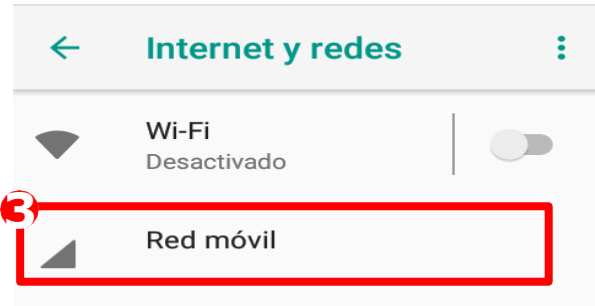 Internet y redes
Wi-Fi
Desactivado
3
Red móvil